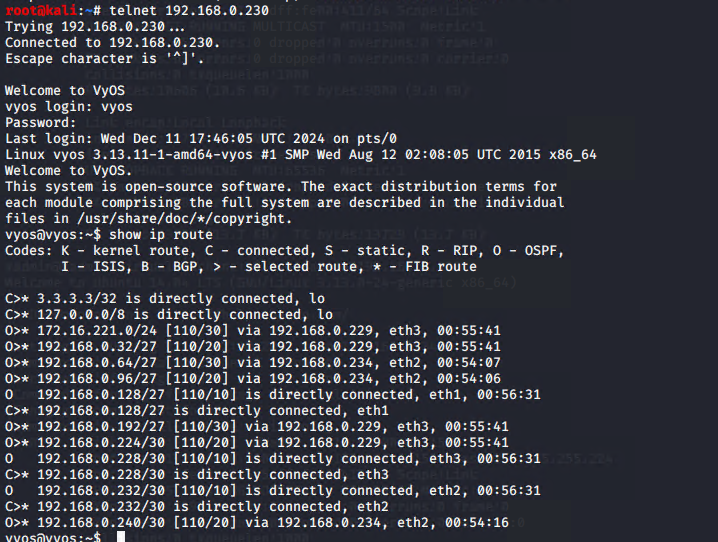 root@kali:~# telnet 192.168.0.230
Trying 192.168.0.230...
Connected to 192.168.0.230.
Escape character is '^]'.
Welcome to VyOS
vyos login: vyos
Password:
Last login: Wed Dec 11 17:46:05 UTC 2024 on pts/0
Linux vyos 3.13.11-1-amd64-vyos #1 SMP Wed Aug 12 02:08:05 UTC 2015 x86_64
Welcome to VyOS.
This system is open-source software. The exact distribution terms for
each module comprising the full system are described in the individual
files in /usr/share/doc/*/copyright.
vyos@vyos:~$ show ip route
Codes: K - kernel route, C - connected, S - static, R - RIP, O - OSPF,
       I - ISIS, B - BGP, > - selected route, * - FIB route
C>* 3.3.3.3/32 is directly connected, lo
C>* 127.0.0.0/8 is directly connected, lo
O>* 172.16.221.0/24 [110/30] via 192.168.0.229, eth3, 00:55:41
O>* 192.168.0.32/27 [110/20] via 192.168.0.229, eth3, 00:55:41
O>* 192.168.0.64/27 [110/30] via 192.168.0.234, eth2, 00:54:07
O>* 192.168.0.96/27 [110/20] via 192.168.0.234, eth2, 00:54:06
O   192.168.0.128/27 [110/10] is directly connected, eth1, 00:56:31
C>* 192.168.0.128/27 is directly connected, eth1
O>* 192.168.0.192/27 [110/30] via 192.168.0.229, eth3, 00:55:41
O>* 192.168.0.224/30 [110/20] via 192.168.0.229, eth3, 00:55:41
O   192.168.0.228/30 [110/10] is directly connected, eth3, 00:56:31
C>* 192.168.0.228/30 is directly connected, eth3
O   192.168.0.232/30 [110/10] is directly connected, eth2, 00:56:31
C>* 192.168.0.232/30 is directly connected, eth2
O>* 192.168.0.240/30 [110/20] via 192.168.0.234, eth2, 00:54:16
vyos@vyos:~$